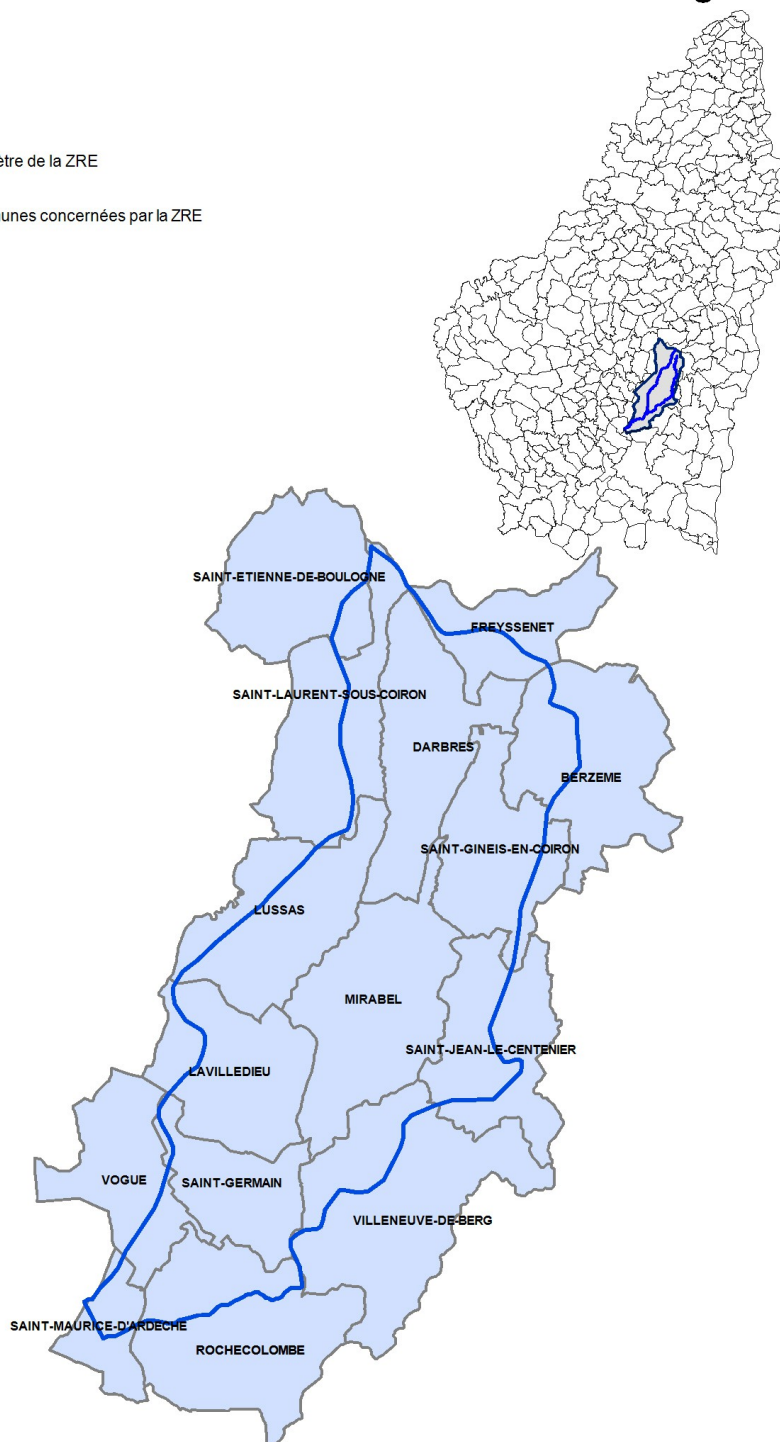 ètre de la ZRE
unes concernées par la ZRE
SAINT-ETIENNE-DE-BOULOGNE
FREYSSENET
SAINT-LAURENT-SOUS-COIRON
DARBRES
BERZEME
SAINT-GINEIS-EN-COIRON
LUSSAS
MIRABEL
SAINT-JEAN-LE-CENTENIER
LAVILLEDIEU
VOGUE
SAINT-GERMAIN
VILLENEUVE-DE-BERG
SAINT-MAURICE-D'ARDECHE
ROCHECOLOMBE